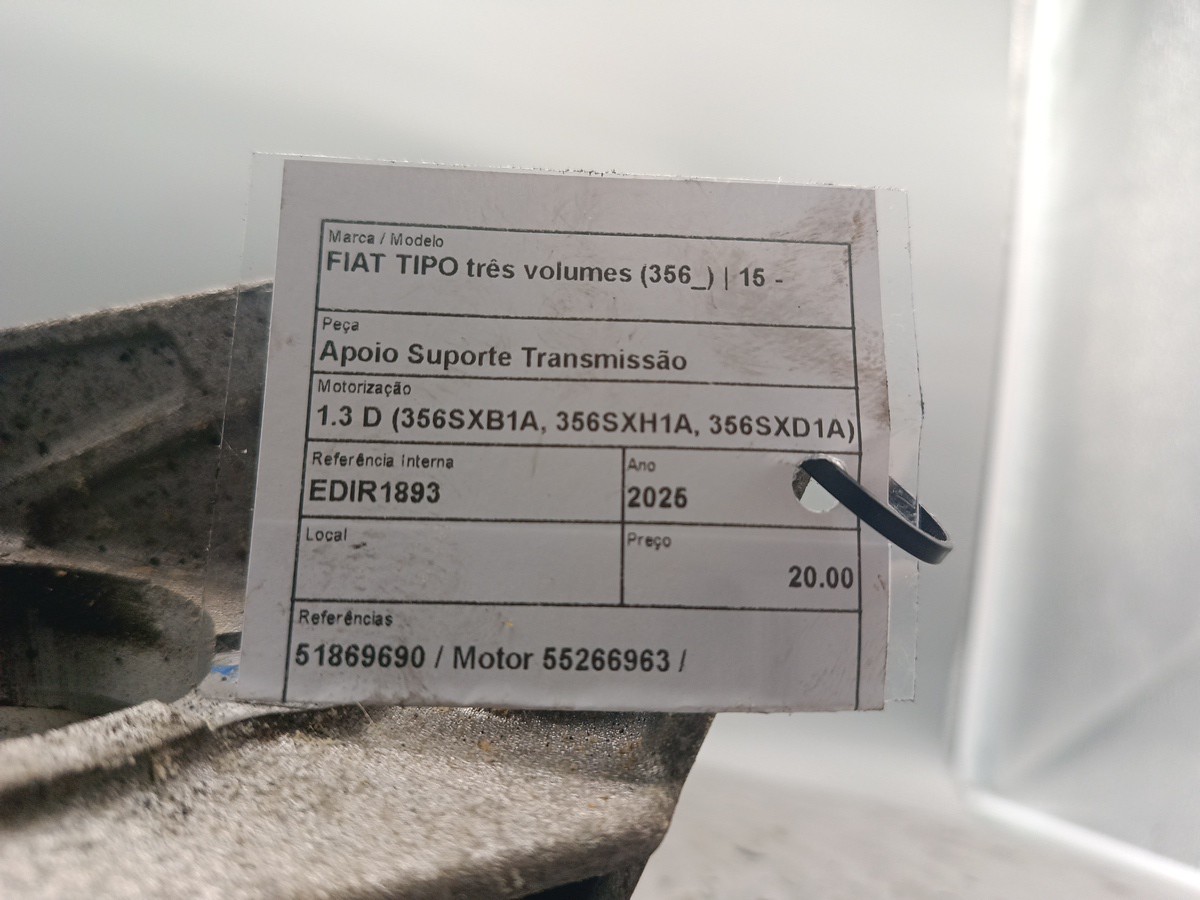 Marca / Modelo
FIAT TIPO três volumes (356_) | 15 -
Peça
Apoio Suporte Transmissão
Motorização
1.3 D (356SXB1A, 356SXH1A, 356SXD1A)
Referência Interna
EDIR1893
Ano
2025
Local
Preço
20.00
Referências
51869690 / Motor 55266963 /